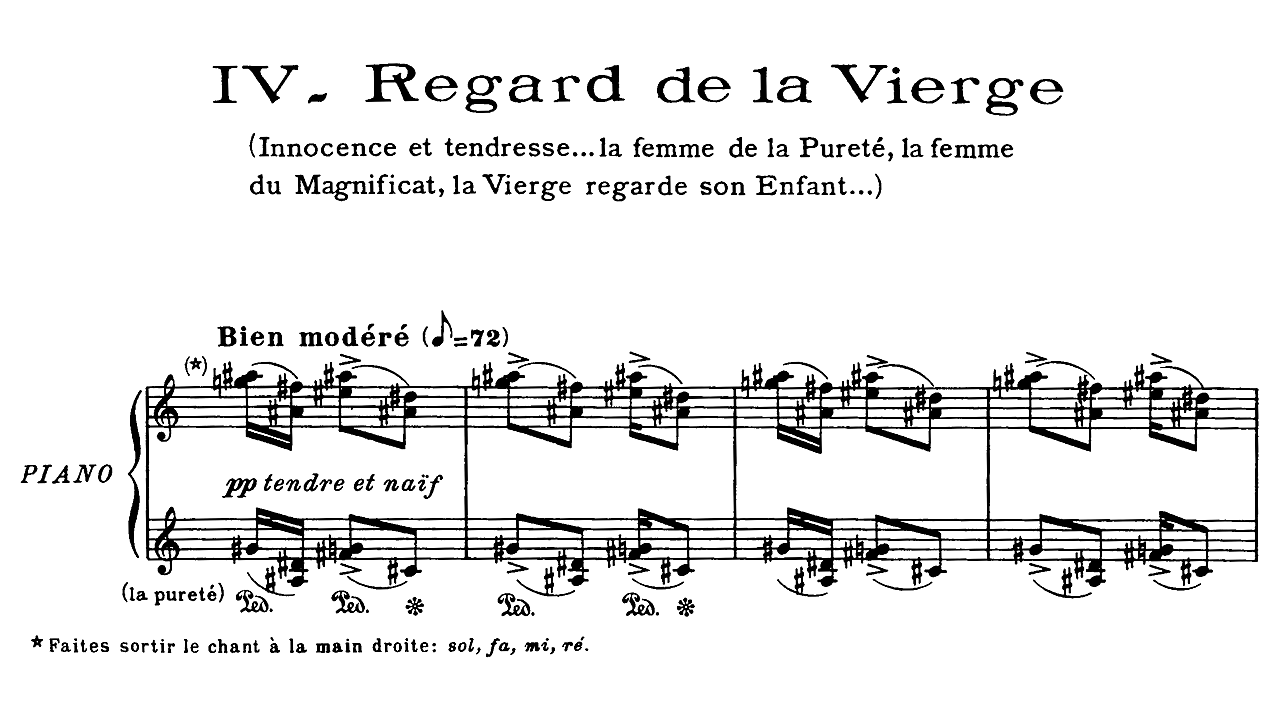 IV - Regard de la Vierge
(Innocence et tendresse...la femme de la Pureté, la femme
du Magnificat, la Vierge regarde son Enfant...)
Bien modéré (♪=72)
(*)
PIANO
pp tendre et naïf
(la pureté) Ped. Ped. * Ped. Ped. *
* Faites sortir le chant à la main droite: sol, fa, mi, ré.